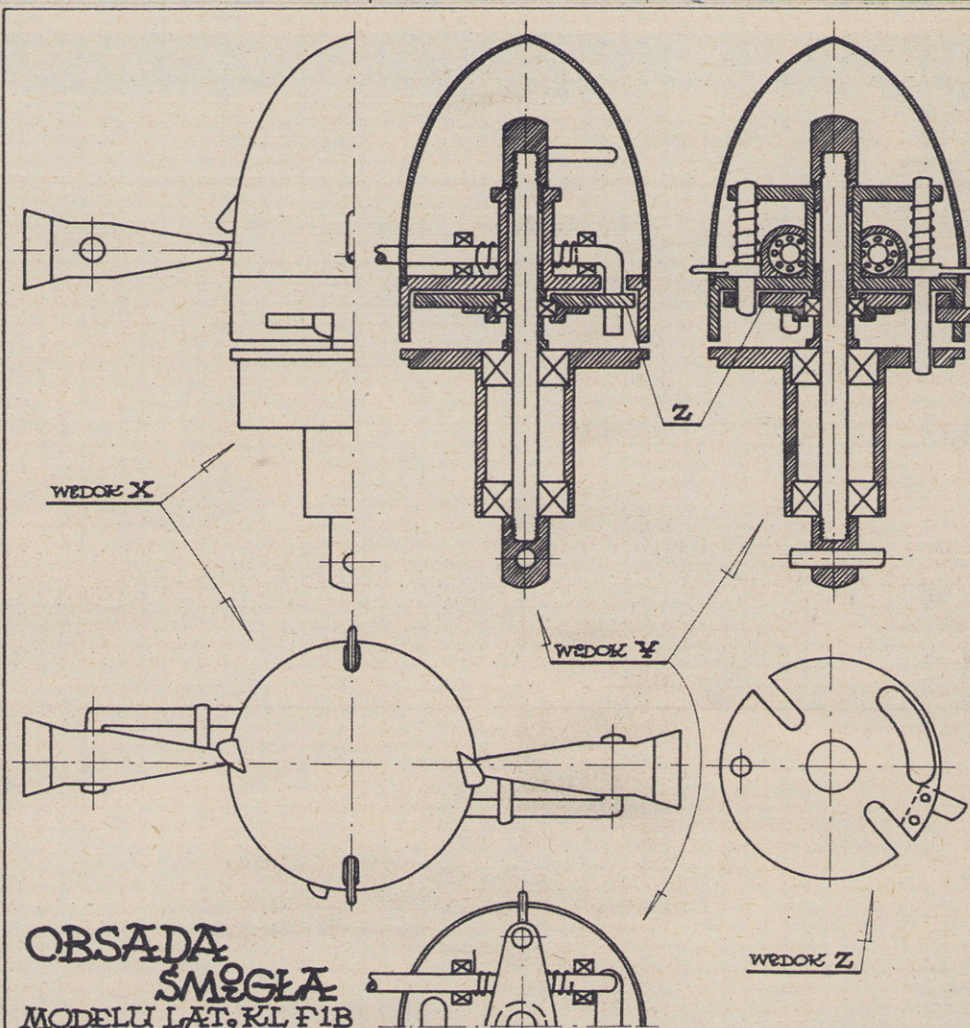 Z
WIDOK X
WIDOK Y
WIDOK Z
OBSADA
ŚMIGŁA
MODELU LAT. KL F1B